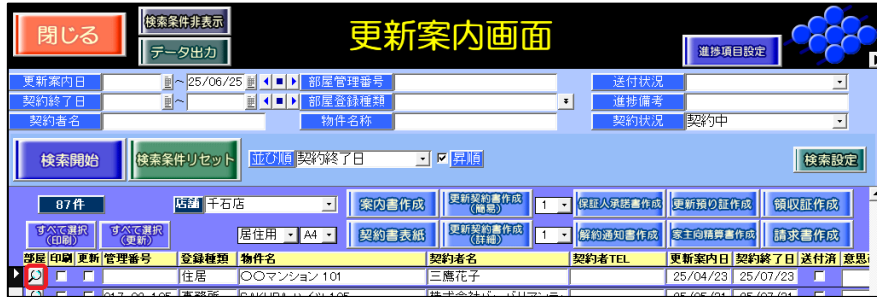 閉じる 検索条件非表示 更新案内画面
データ出力 進捗項目設定
更新案内日 ~ 25/06/25 部屋管理番号 送付状況
契約終了日 ~ 部屋登録種類 進捗備考
契約者名 物件名称 契約状況 契約中
検索開始 検索条件リセット 並び順 契約終了日 昇順 検索設定
87件 店舗 千石店 案内書作成 更新契約書作成(簡易) 1 保証人承諾書作成 更新預り証作成 領収証作成
すべて選択(印刷) すべて選択(更新) 居住用 A4 契約書表紙 更新契約書作成(詳細) 1 解約通知書作成 家主向精算書作成 請求書作成
部屋 印刷 更新 管理番号 登録種類 物件名 契約者名 契約者TEL 更新案内日 契約終了日 送付済
住居 〇〇マンション 101 三鷹花子 25/04/23 25/07/23